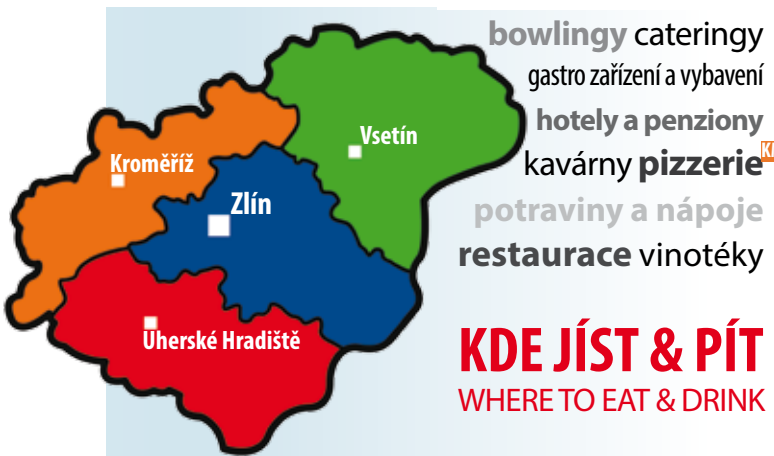 bowlingy cateringy
gastro zařízení a vybavení
hotely a penziony
kavárny pizzerie
potraviny a nápoje
restaurace vinotéky
Vsetín
Kroměříž
Zlín
Uherské Hradiště
KDE JÍST & PÍT
WHERE TO EAT & DRINK